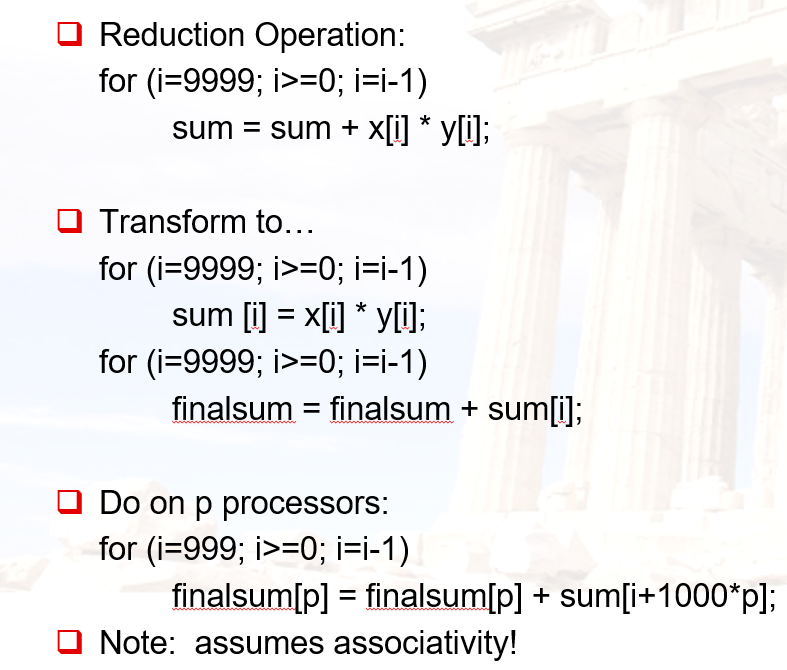 Reduction Operation:
for (i=9999; i>=0; i=i-1)
sum = sum + x[i] * y[i];
Transform to…
for (i=9999; i>=0; i=i-1)
sum [i] = x[i] * y[i];
for (i=9999; i>=0; i=i-1)
finalsum = finalsum + sum[i];
Do on p processors:
for (i=999; i>=0; i=i-1)
finalsum[p] = finalsum[p] + sum[i+1000*p];
Note:  assumes associativity!